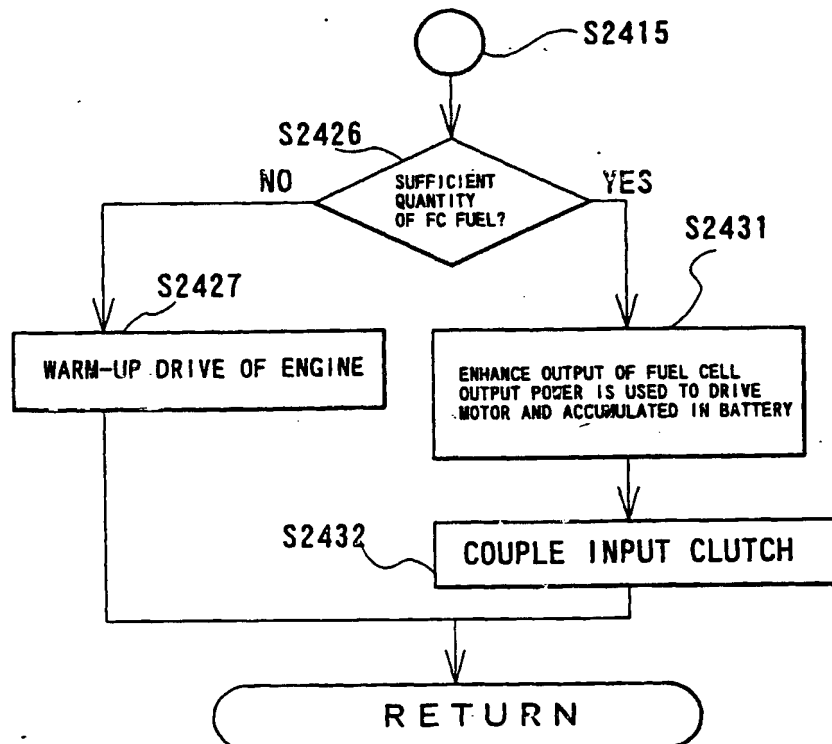 S2415
S2426
NO
SUFFICIENT
QUANTITY
OF FC FUEL?
YES
S2431
S2427
WARM-UP DRIVE OF ENGINE
ENHANCE OUTPUT OF FUEL CELL
OUTPUT POWER IS USED TO DRIVE
MOTOR AND ACCUMULATED IN BATTERY
S2432
COUPLE INPUT CLUTCH
RETURN